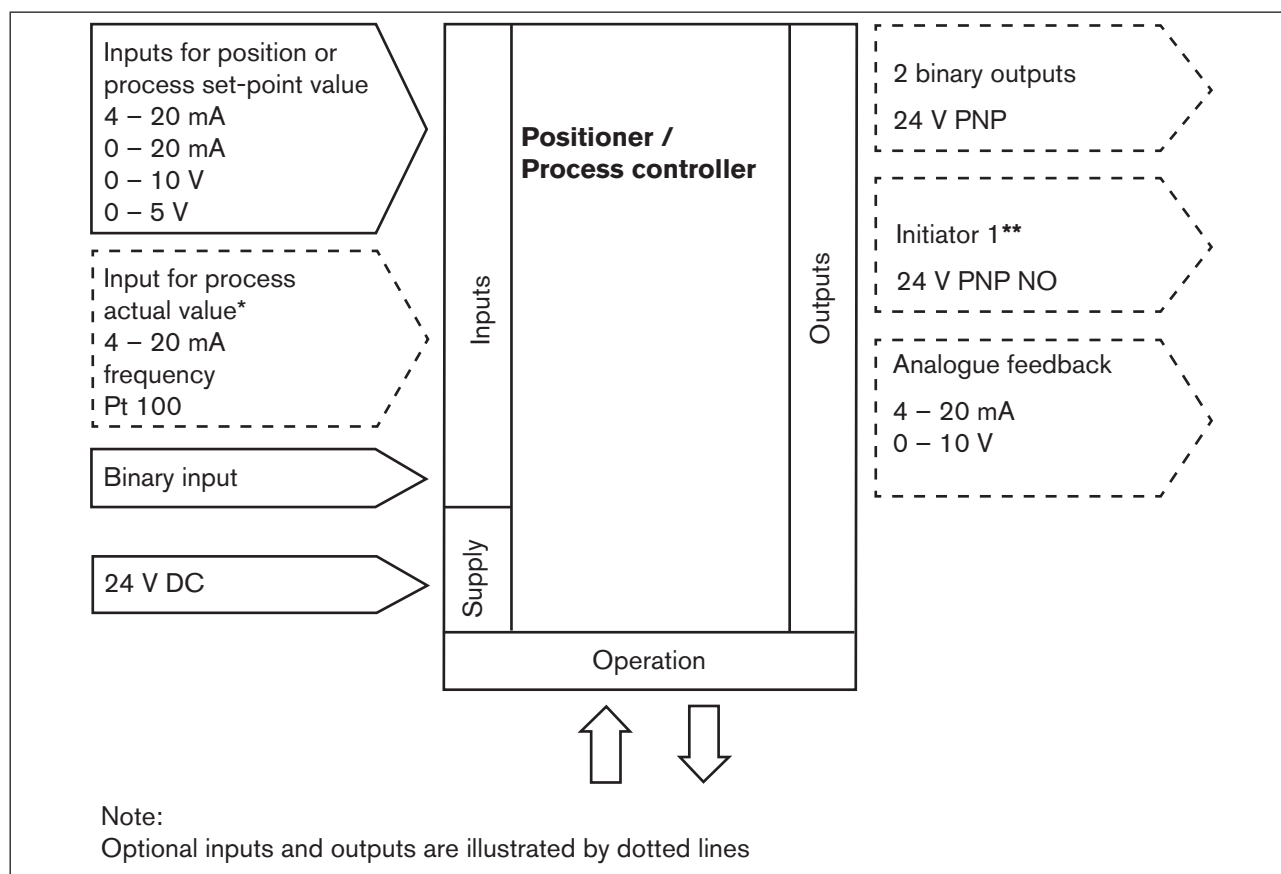 Inputs for position or
process set-point value
4 – 20 mA
0 – 20 mA
0 – 10 V
0 – 5 V
Input for process
actual value*
4 – 20 mA
frequency
Pt 100
Binary input
24 V DC
Inputs
Supply
Positioner /
Process controller
Operation
Outputs
2 binary outputs
24 V PNP
Initiator 1**
24 V PNP NO
Analogue feedback
4 – 20 mA
0 – 10 V
Note:
Optional inputs and outputs are illustrated by dotted lines